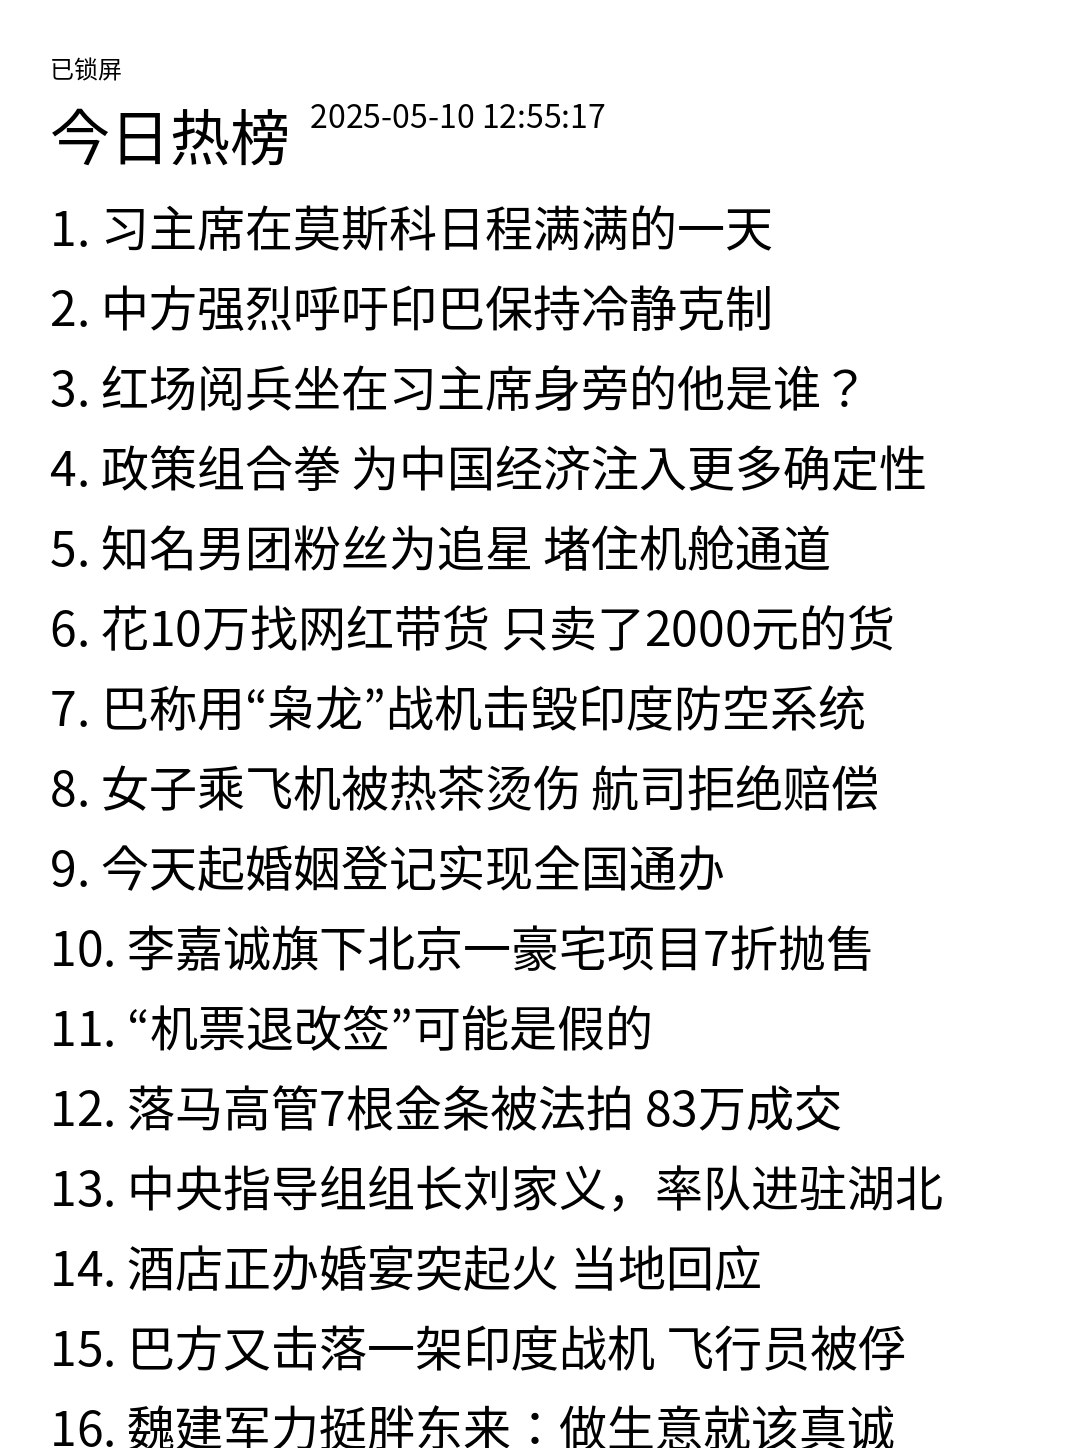 已锁屏
今日热榜 2025-05-10 12:55:17
1. 习主席在莫斯科日程满满的一天
2. 中方强烈呼吁印巴保持冷静克制
3. 红场阅兵坐在习主席身旁的他是谁？
4. 政策组合拳 为中国经济注入更多确定性
5. 知名男团粉丝为追星 堵住机舱通道
6. 花10万找网红带货 只卖了2000元的货
7. 巴称用“枭龙”战机击毁印度防空系统
8. 女子乘飞机被热茶烫伤 航司拒绝赔偿
9. 今天起婚姻登记实现全国通办
10. 李嘉诚旗下北京一豪宅项目7折抛售
11. “机票退改签”可能是假的
12. 落马高管7根金条被法拍 83万成交
13. 中央指导组组长刘家义，率队进驻湖北
14. 酒店正办婚宴突起火 当地回应
15. 巴方又击落一架印度战机 飞行员被俘
16. 魏建军力挺胖东来：做生意就该真诚